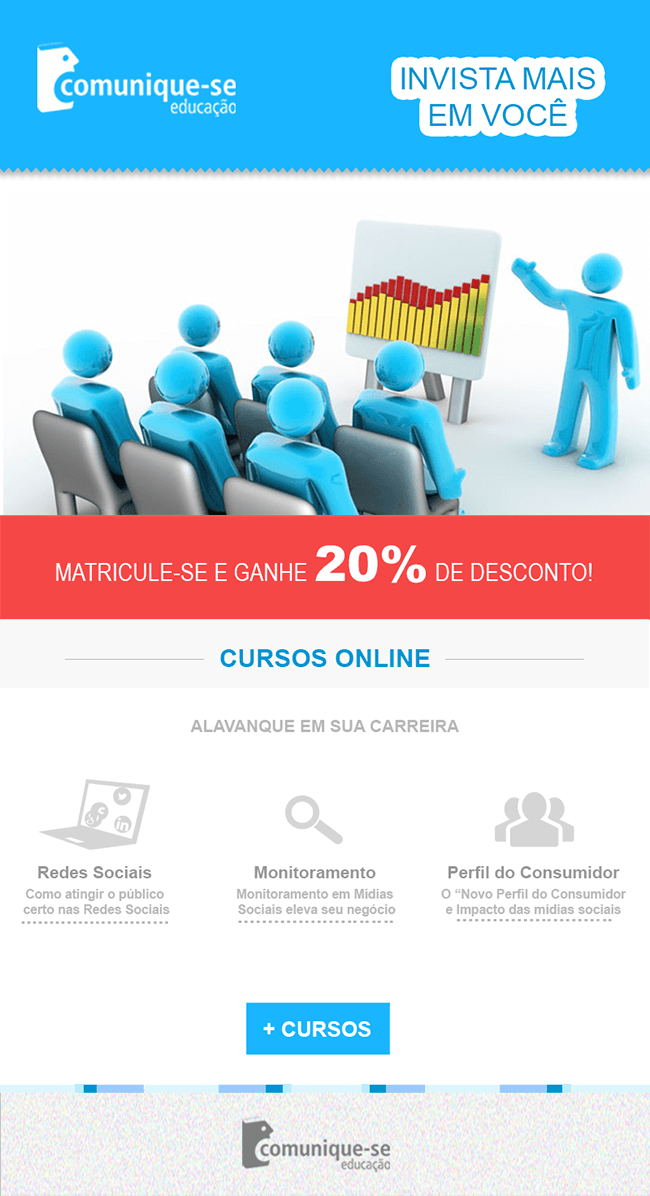 comunique-se
educação
INVISTA MAIS
EM VOCÊ
MATRICULE-SE E GANHE 20% DE DESCONTO!
CURSOS ONLINE
ALAVANQUE EM SUA CARREIRA
Redes Sociais
Como atingir o público
certo nas Redes Sociais
Monitoramento
Monitoramento em Midias
Sociais eleva seu negócio
Perfil do Consumidor
O “Novo Perfil do Consumidor
e Impacto das midias sociais
+ CURSOS
comunique-se
educação